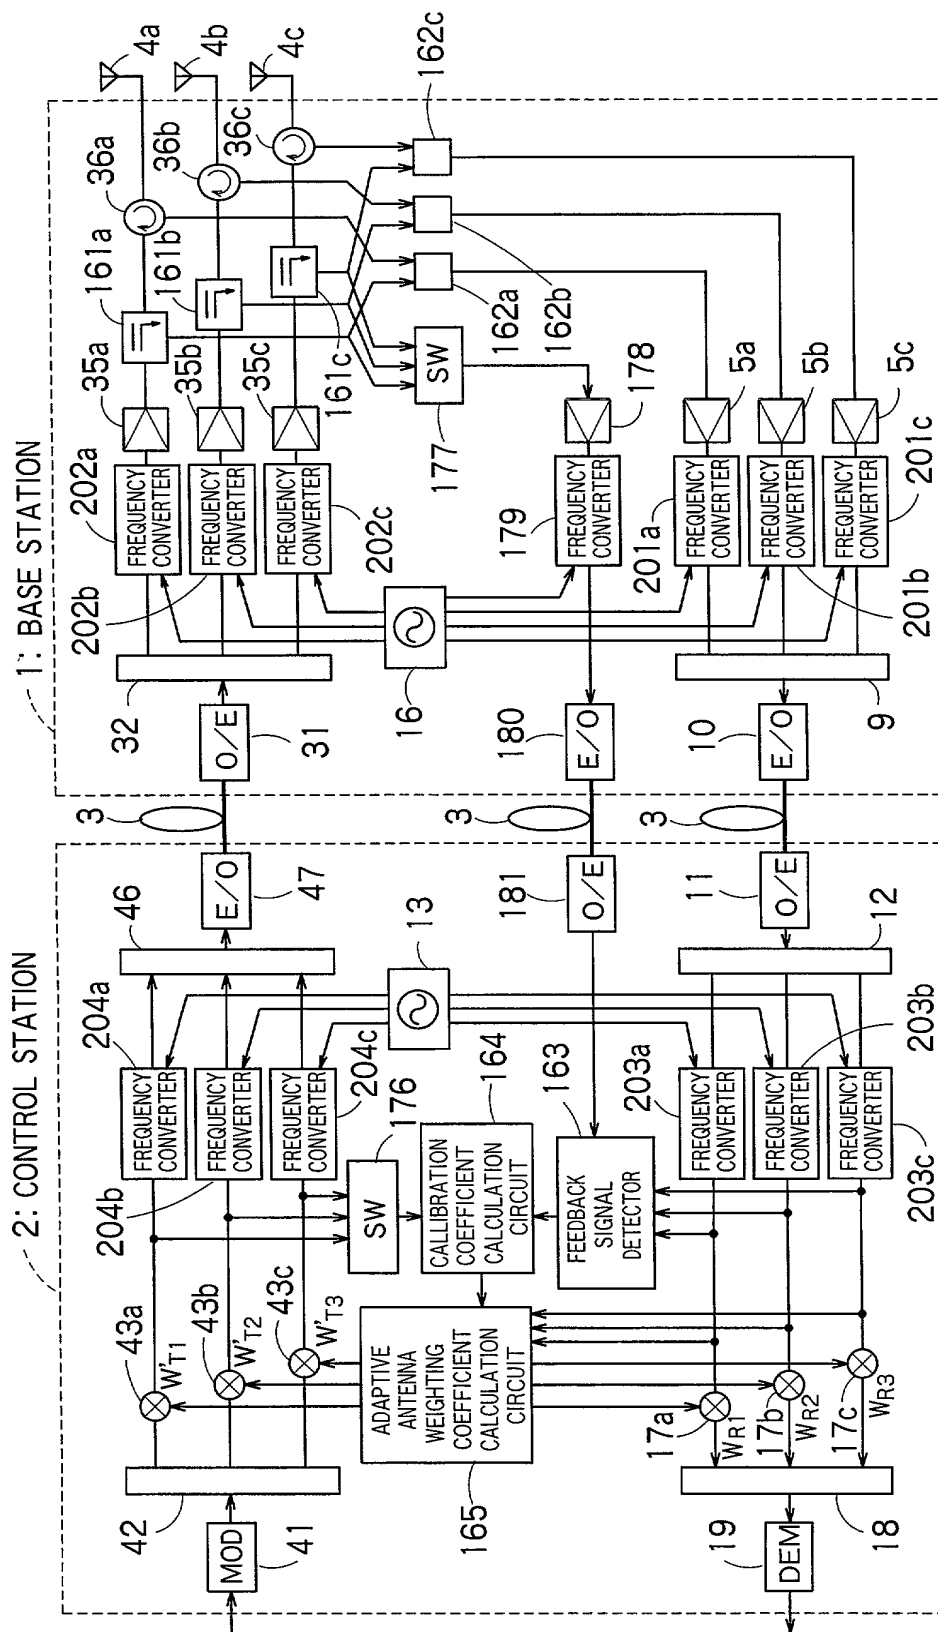 1: BASE STATION
4a
4b
4c
36a
36b
36c
162c
161a
161b
161c
162a
162b
35a
35b
35c
SW
177
178
5a
5b
5c
202a
FREQUENCY CONVERTER
202b
FREQUENCY CONVERTER
202c
FREQUENCY CONVERTER
179
FREQUENCY CONVERTER
201a
FREQUENCY CONVERTER
201b
FREQUENCY CONVERTER
201c
FREQUENCY CONVERTER
16
32
9
O/E
31
180
E/O
10
E/O
3
3
3
2: CONTROL STATION
E/O
47
181
O/E
11
O/E
46
13
12
204a
FREQUENCY CONVERTER
204b
FREQUENCY CONVERTER
204c
FREQUENCY CONVERTER
203a
FREQUENCY CONVERTER
203b
FREQUENCY CONVERTER
203c
FREQUENCY CONVERTER
176
SW
164
CALLIBRATION
COEFFICIENT
CALCULATION
CIRCUIT
163
FEEDBACK
SIGNAL
DETECTOR
43a
W'T1
43b
W'T2
43c
W'T3
ADAPTIVE
ANTENNA
WEIGHTING
COEFFICIENT
CALCULATION
CIRCUIT
165
17a
WR1
17b
WR2
17c
WR3
42
MOD
41
19
DEM
18